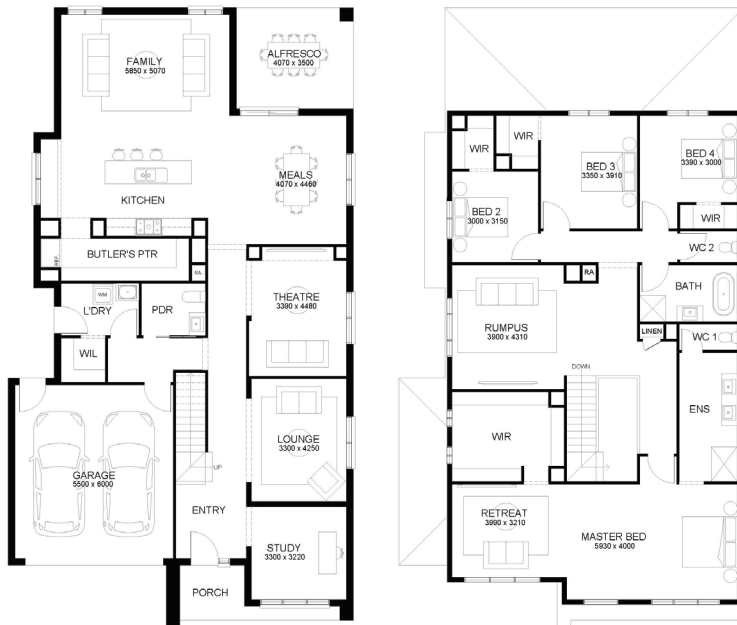 FAMILY
5850 x 5070
ALFRESCO
4070 x 3500
MEALS
4070 x 4460
KITCHEN
REF.
BUTLER'S PTR
RA.
WM
L'DRY
PDR
WIL
THEATRE
3390 x 4480
LOUNGE
3300 x 4250
GARAGE
5500 x 6000
UP
ENTRY
STUDY
3300 x 3220
PORCH
WIR
WIR
BED 3
3350 x 3910
BED 4
3390 x 3000
BED 2
3000 x 3150
WIR
WC 2
RA
BATH
RUMPUS
3900 x 4310
LINEN
WC 1
DOWN
ENS
WIR
RETREAT
3990 x 3210
MASTER BED
5930 x 4000